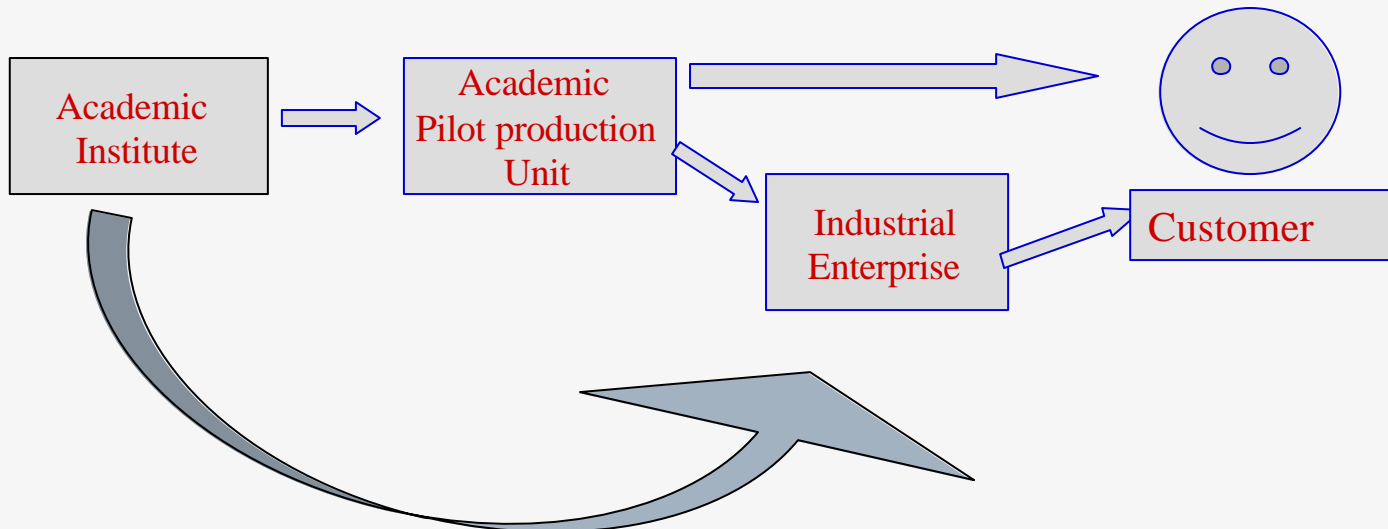 Academic
Institute
Academic
Pilot production
Unit
Industrial
Enterprise
Customer